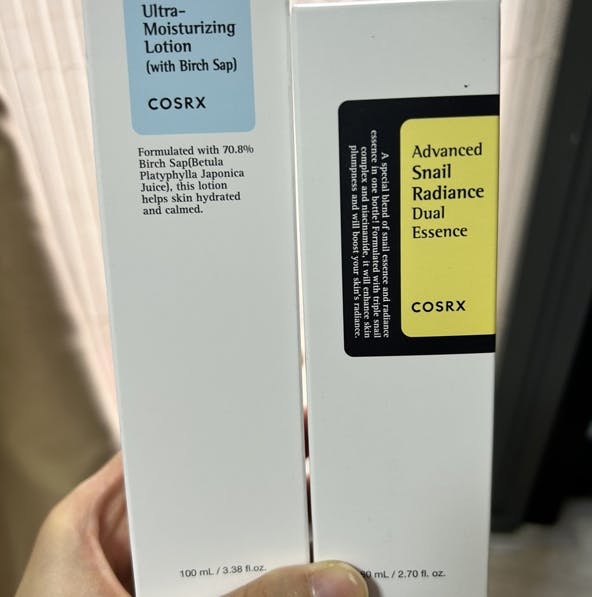 Ultra-
Moisturizing
Lotion
(with Birch Sap)
COSRX
Formulated with 70.8%
Birch Sap(Betula
Platyphylla Japonica
Juice), this lotion
helps skin hydrated
and calmed.
100 mL / 3.38 fl.oz.
Advanced
Snail
Radiance
Dual
Essence
COSRX
A special blend of snail essence and radiance
essence in one bottle! Formulated with triple snail
complex and niacinamide, it will enhance skin
plumpness and will boost your skin's radiance.
0 mL / 2.70 fl. oz.